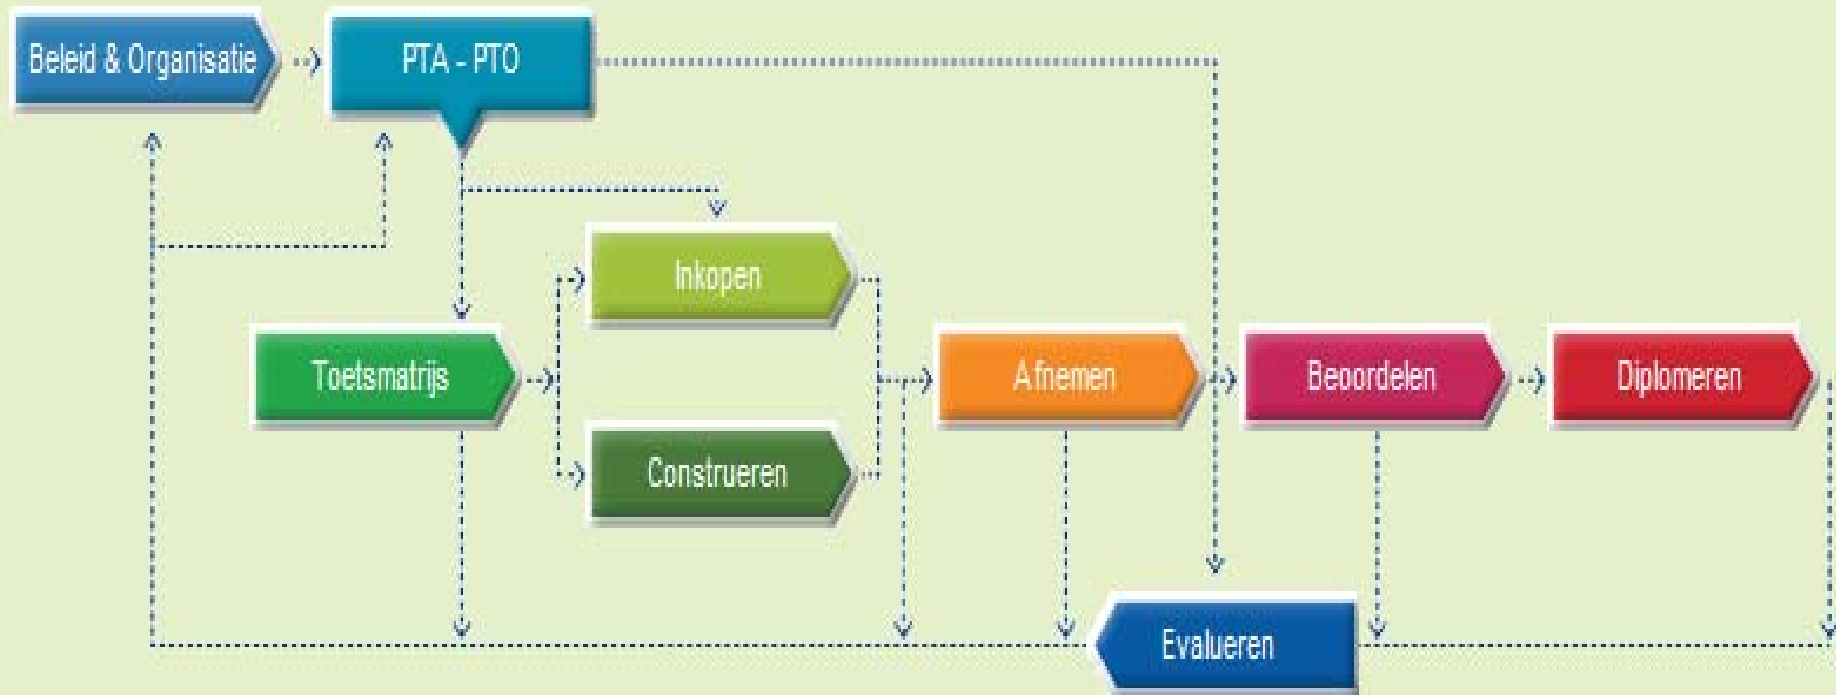 Beleid & Organisatie
PTA - PTO
Inkopen
Toetsmatrijs
Afnemen
Beoordelen
Diplomeren
Construeren
Evalueren